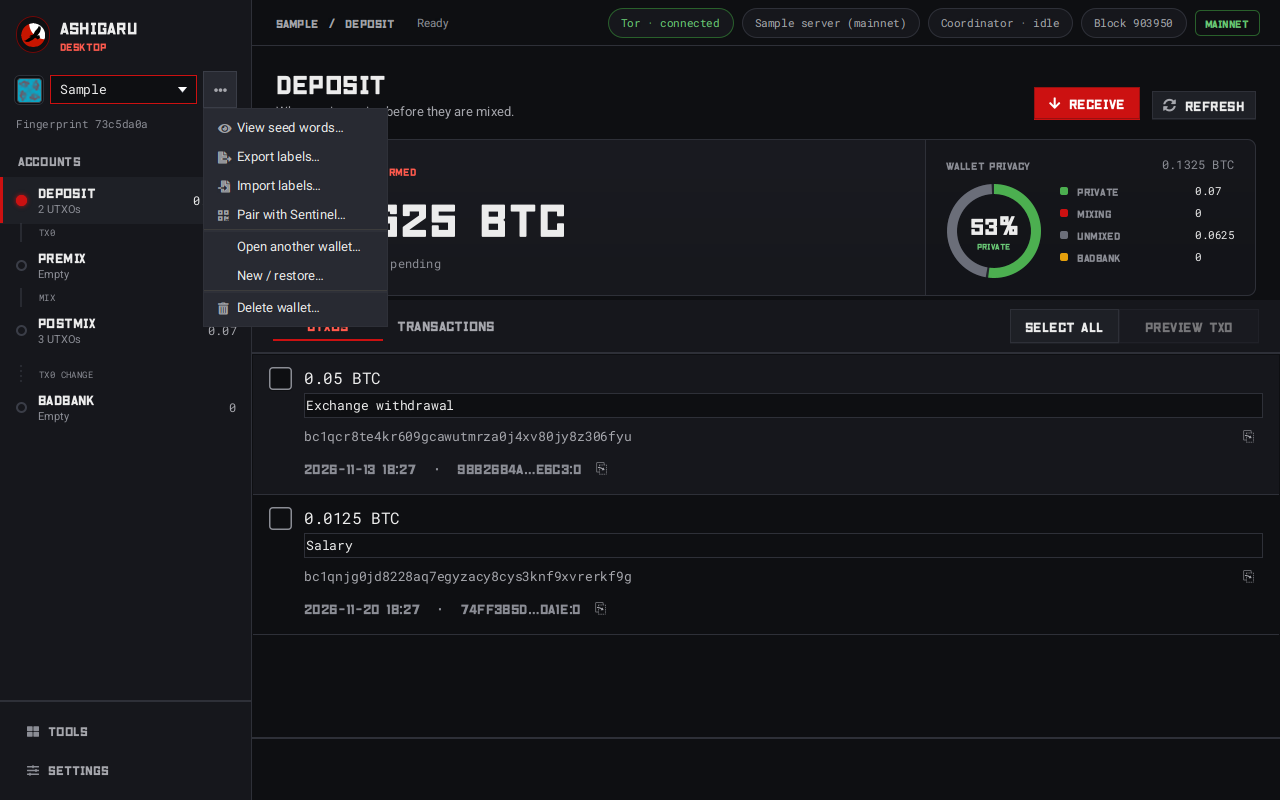 ASHIGARU
DESKTOP
Sample
Fingerprint 73c5da0a
ACCOUNTS
DEPOSIT
2 UTXOs
0
TX0
PREMIX
Empty
MIX
POSTMIX
3 UTXOs
0.07
TX0 CHANGE
BADBANK
Empty
0
TOOLS
SETTINGS
View seed words...
Export labels...
Import labels...
Pair with Sentinel...
Open another wallet...
New / restore...
Delete wallet...
SAMPLE / DEPOSIT Ready
Tor · connected
Sample server (mainnet)
Coordinator · idle
Block 903950
MAINNET
DEPOSIT
before they are mixed.
RECEIVE
REFRESH
BTC
pending
WALLET PRIVACY 0.1325 BTC
53%
PRIVATE
PRIVATE 0.07
MIXING 0
UNMIXED 0.0625
BADBANK 0
UTXOS
TRANSACTIONS
SELECT ALL
PREVIEW TX0
0.05 BTC
Exchange withdrawal
bc1qcr8te4kr609gcawutmrza0j4xv80jy8z306fyu
2026-11-13 18:27 · 9882684A...E6C3:0
0.0125 BTC
Salary
bc1qnjg0jd8228aq7egyzacy8cys3knf9xvrerkf9g
2026-11-20 18:27 · 74FF385D...0A1E:0